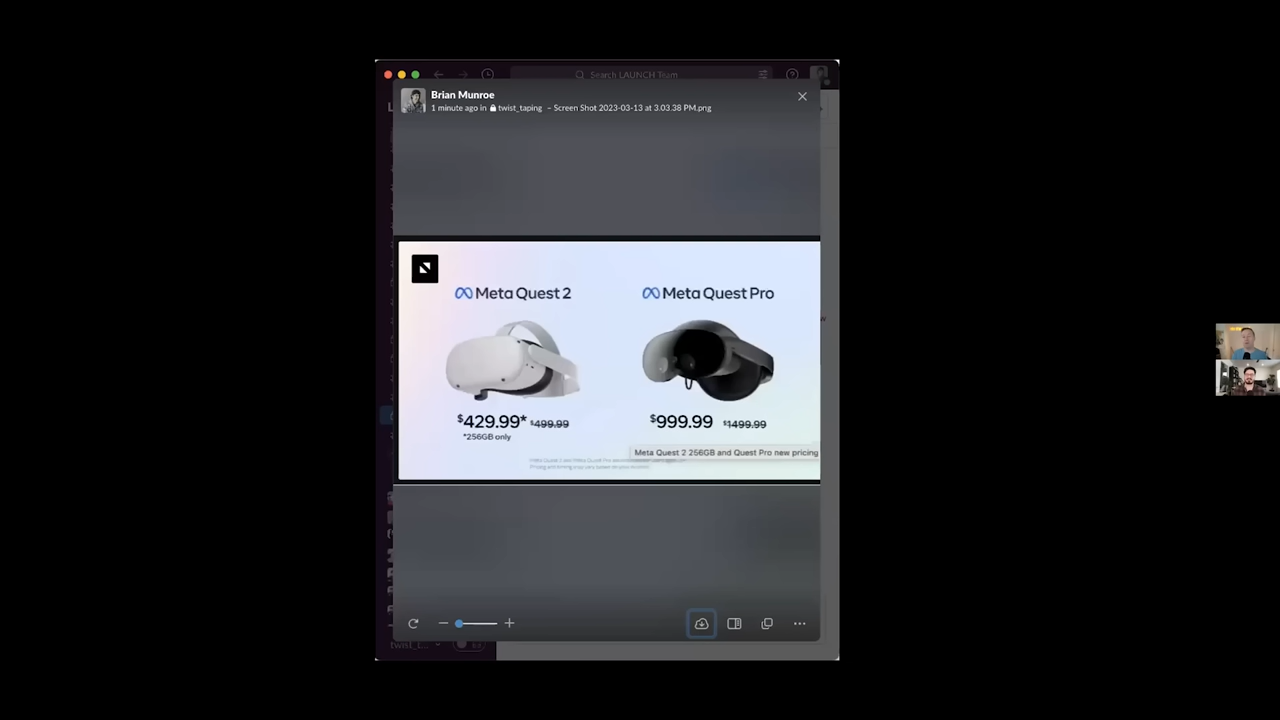 Search LAUNCH Team
Brian Munroe
1 minute ago in twist_taping – Screen Shot 2023-03-13 at 3.03.38 PM.png
Meta Quest 2
Meta Quest Pro
$429.99* $499.99
*256GB only
$999.99 $1499.99
Meta Quest 2 256GB and Quest Pro new pricing